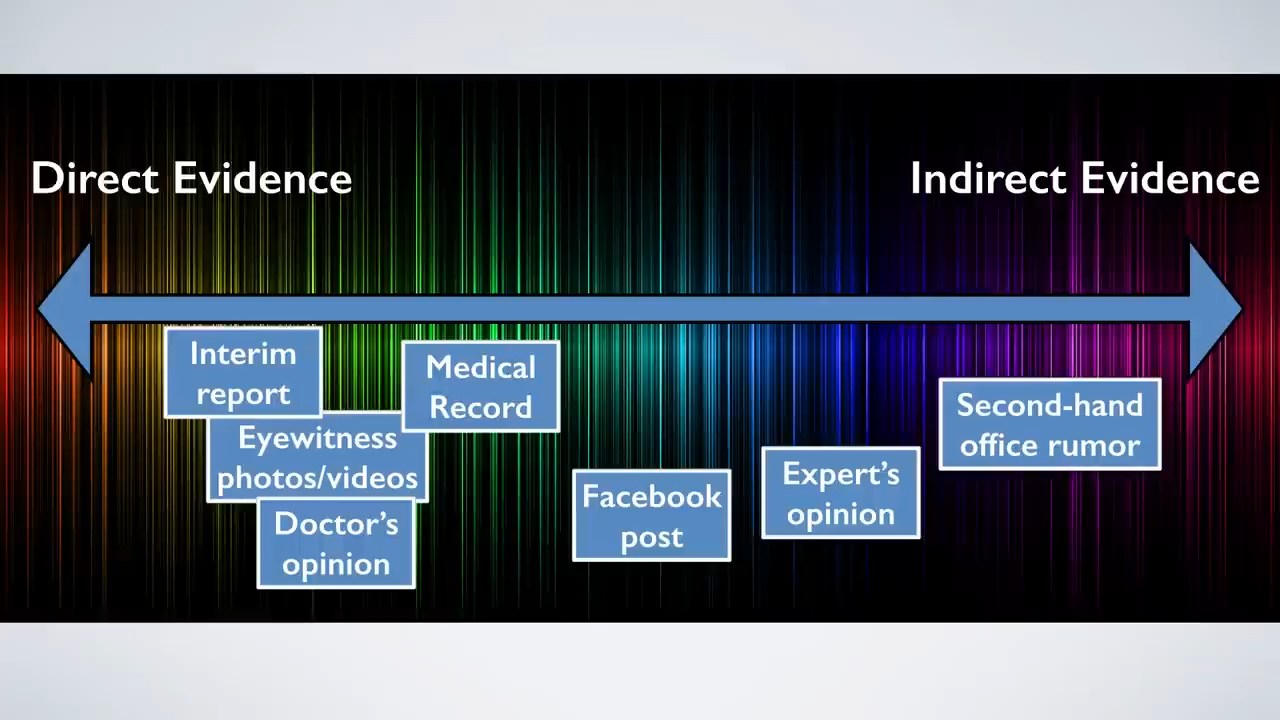 Direct Evidence
Indirect Evidence
Interim
report
Medical
Record
Eyewitness
photos/videos
Doctor's
opinion
Facebook
post
Expert's
opinion
Second-hand
office rumor